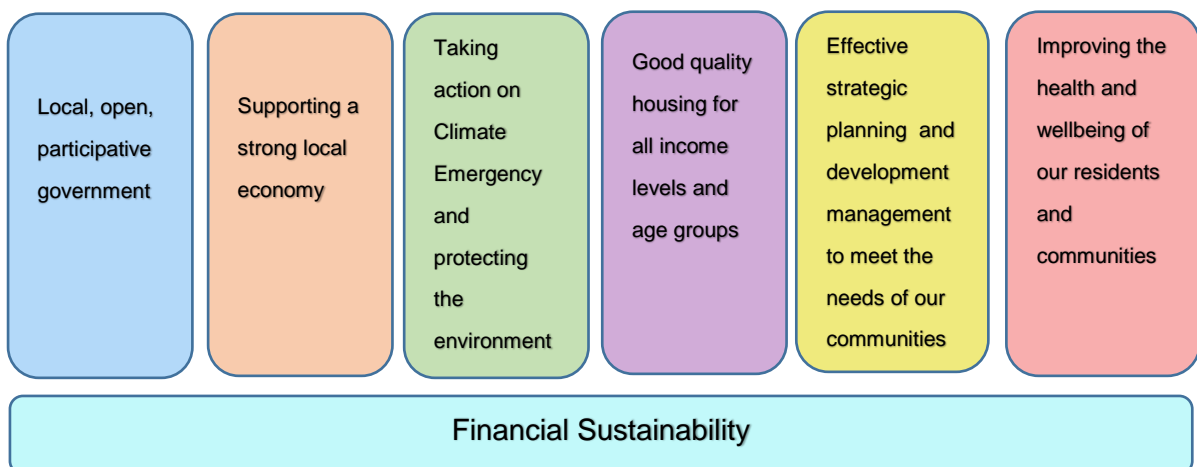 Local, open,
participative
government
Supporting a
strong local
economy
Taking
action on
Climate
Emergency
and
protecting
the
environment
Good quality
housing for
all income
levels and
age groups
Effective
strategic
planning and
development
management
to meet the
needs of our
communities
Improving the
health and
wellbeing of
our residents
and
communities
Financial Sustainability